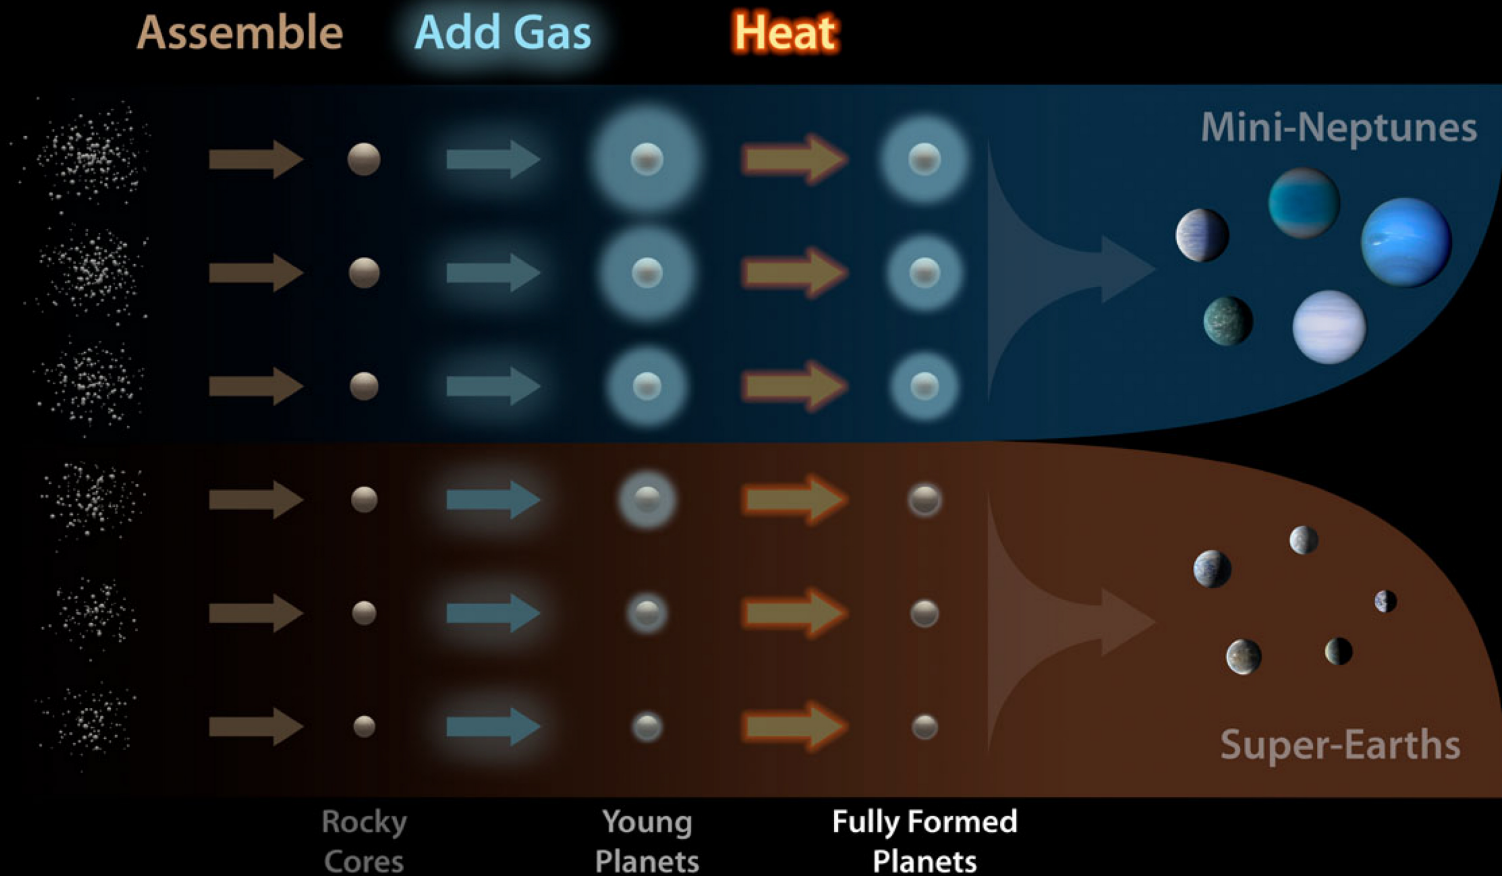 Assemble
Add Gas
Heat
Mini-Neptunes
Super-Earths
Rocky
Cores
Young
Planets
Fully Formed
Planets